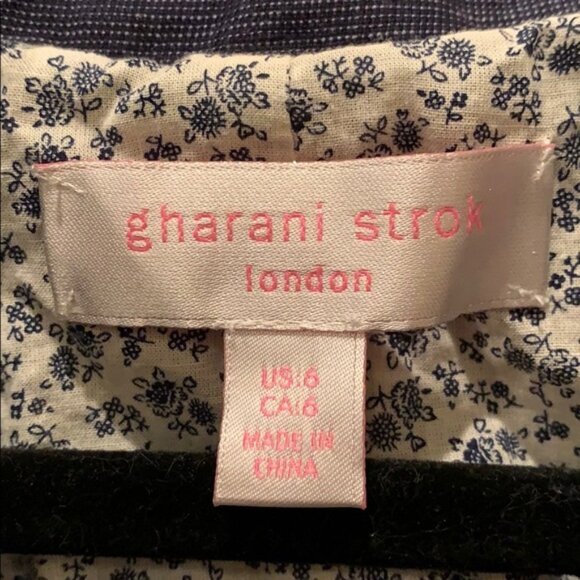 gharani strok
london
US:6
CA:6
MADE IN
CHINA